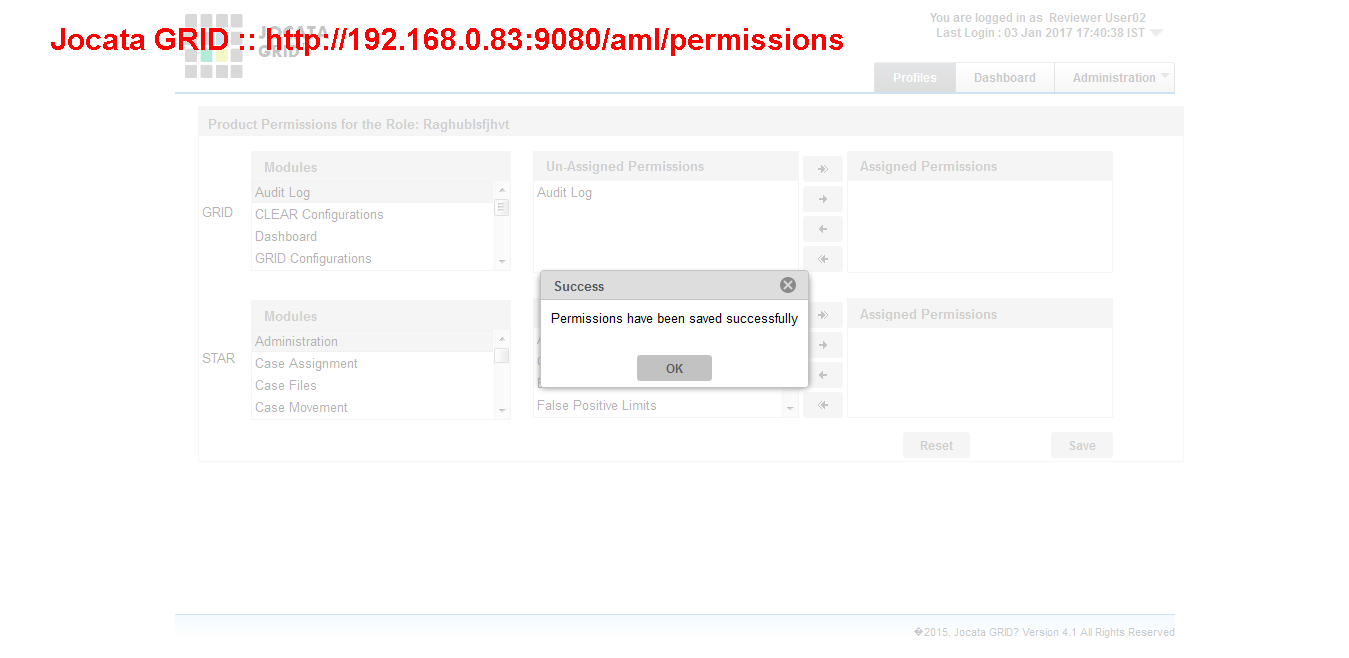 Jocata GRID :: http://192.168.0.83:9080/aml/permissions
JOCATA
GRID
You are logged in as Reviewer User02
Last Login : 03 Jan 2017 17:40:38 IST
Profiles
Dashboard
Administration
Product Permissions for the Role: Raghublsfjhvt
GRID
Modules
Audit Log
CLEAR Configurations
Dashboard
GRID Configurations
Un-Assigned Permissions
Audit Log
Assigned Permissions
Success
Permissions have been saved successfully
OK
STAR
Modules
Administration
Case Assignment
Case Files
Case Movement
False Positive Limits
Assigned Permissions
Reset
Save
�2015. Jocata GRID? Version 4.1 All Rights Reserved